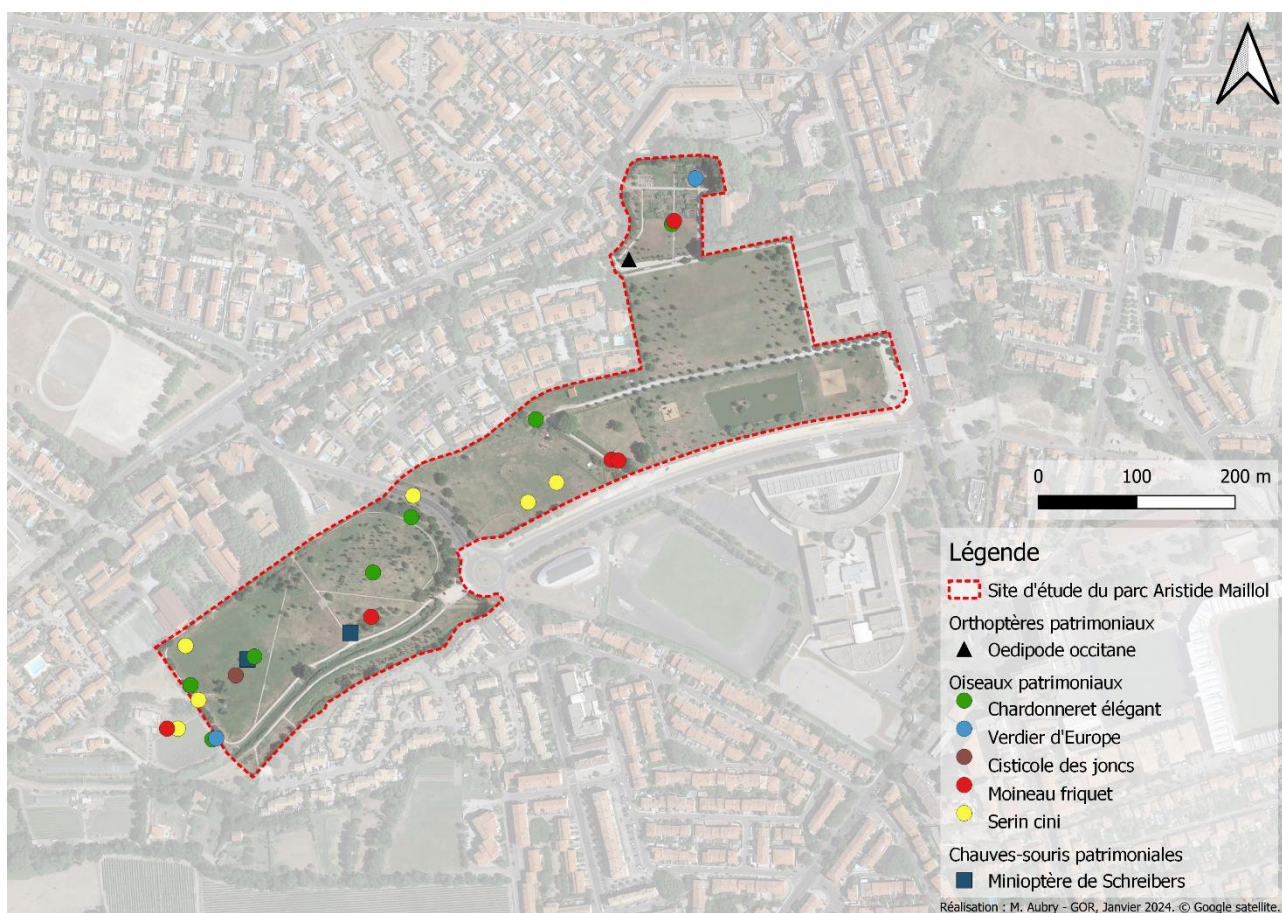 0 100 200 m
Légende
Site d'étude du parc Aristide Maillol
Orthoptères patrimoniaux
Oedipode occitane
Oiseaux patrimoniaux
Chardonneret élégant
Verdier d'Europe
Cisticole des joncs
Moineau friquet
Serin cini
Chauves-souris patrimoniales
Minioptère de Schreibers
Réalisation : M. Aubry - GOR, Janvier 2024. © Google satellite.